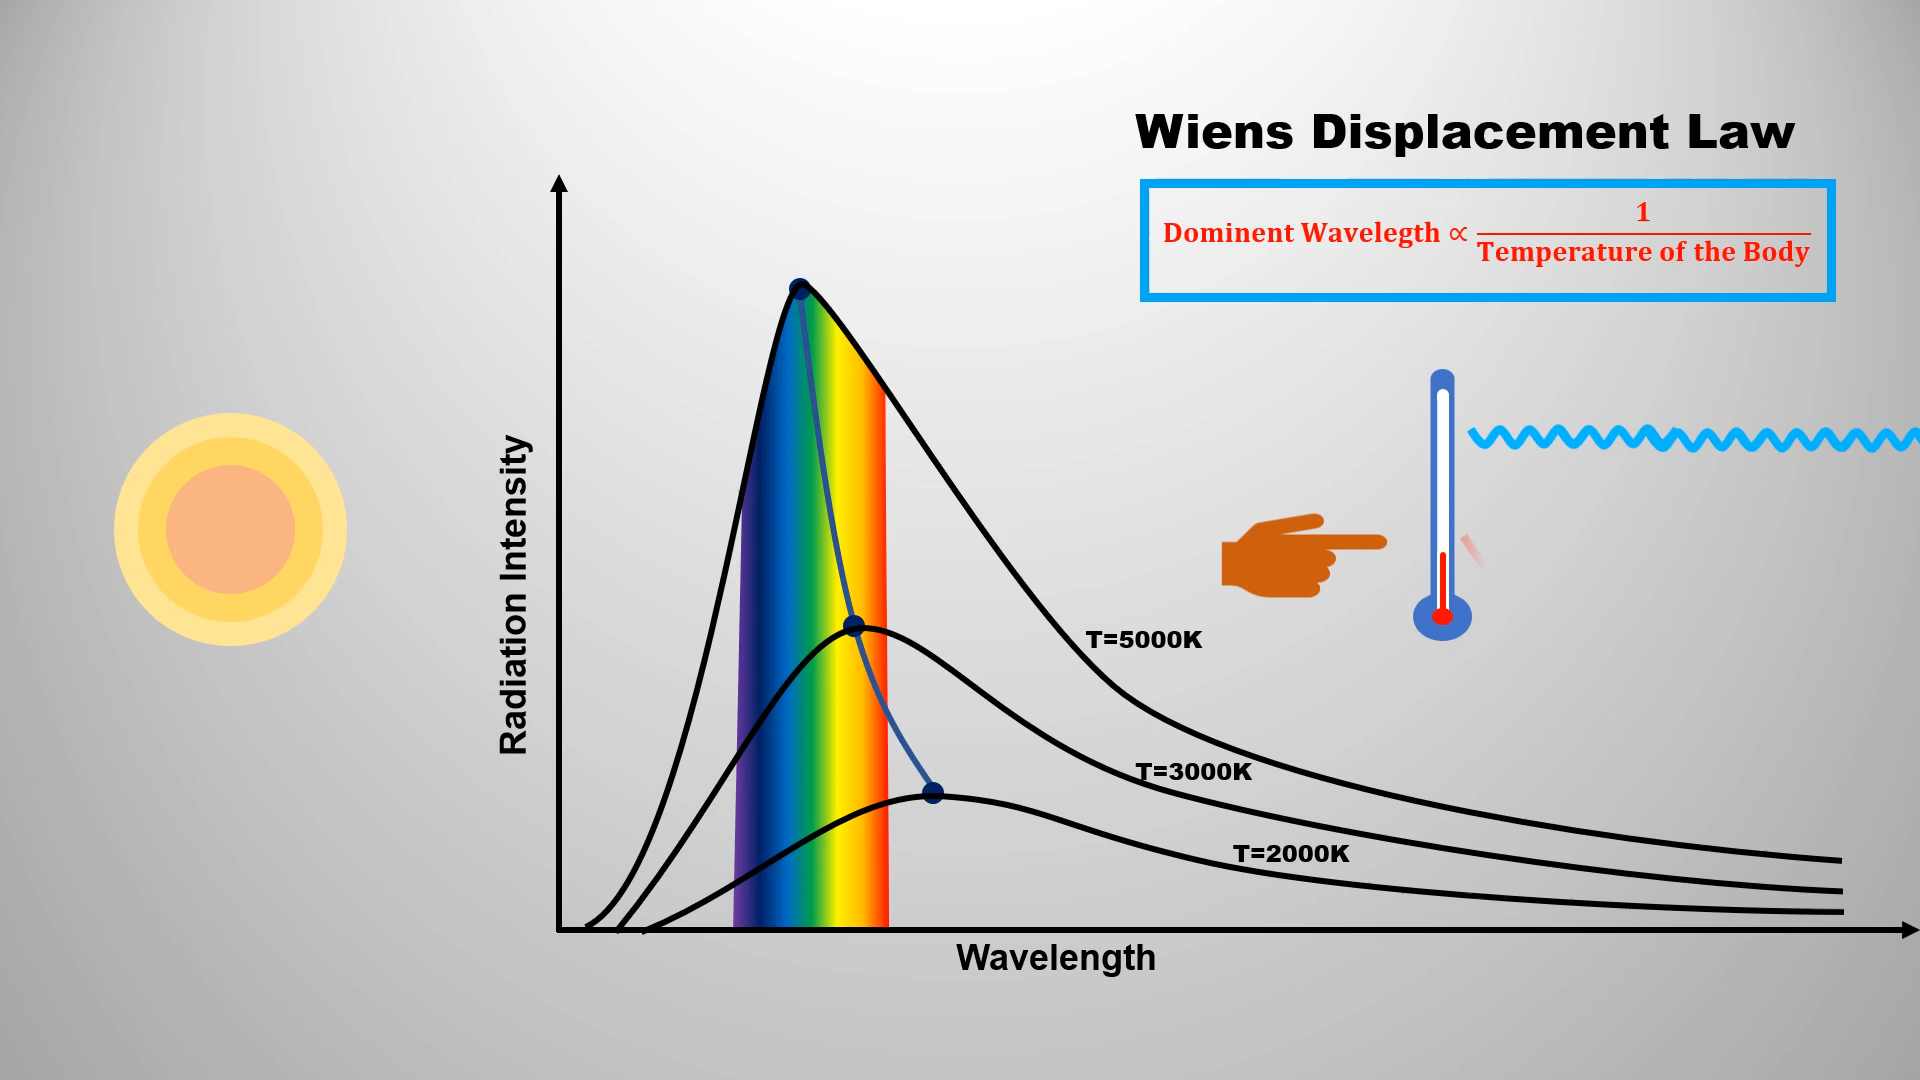 Wiens Displacement Law
Dominent Wavelegth ∝ 1
Temperature of the Body
Radiation Intensity
T=5000K
T=3000K
T=2000K
Wavelength